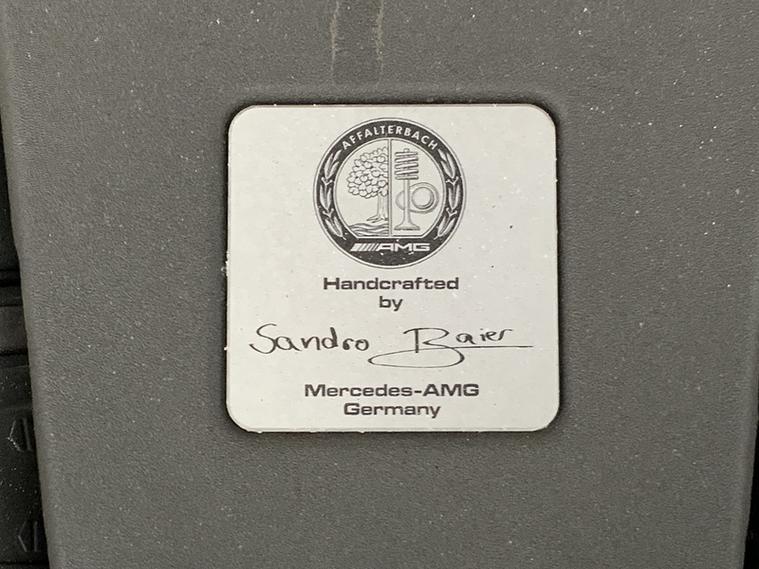 AFFALTERBACH
AMG
Handcrafted
by
Sandro Baier
Mercedes-AMG
Germany